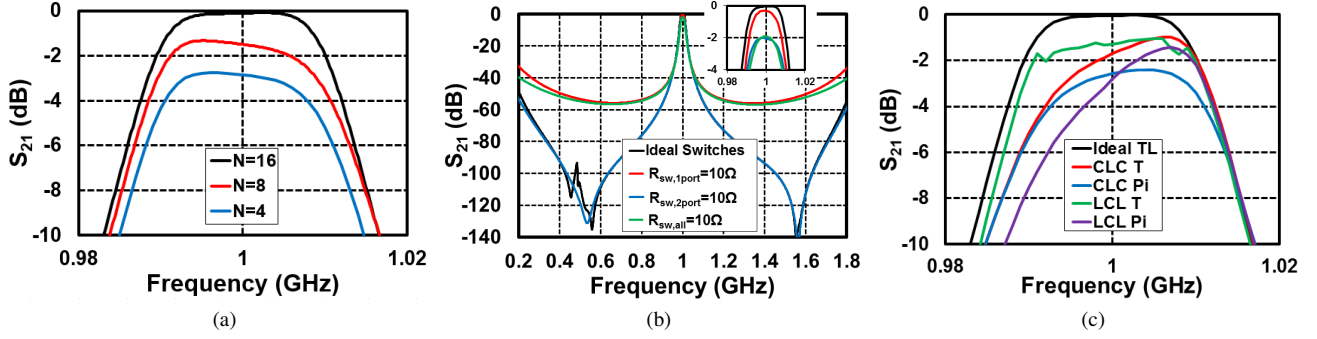 0
-2
-4
-6
-8
-10
0.98
1
1.02
S21 (dB)
Frequency (GHz)
N=16
N=8
N=4
(a)
0
-20
-40
-60
-80
-100
-120
-140
0.2
0.4
0.6
0.8
1
1.2
1.4
1.6
1.8
S21 (dB)
Frequency (GHz)
Ideal Switches
Rsw,1port=10Ω
Rsw,2port=10Ω
Rsw,all=10Ω
0
-2
-4
0.98
1
1.02
(b)
0
-2
-4
-6
-8
-10
0.98
1
1.02
S21 (dB)
Frequency (GHz)
Ideal TL
CLC T
CLC Pi
LCL T
LCL Pi
(c)